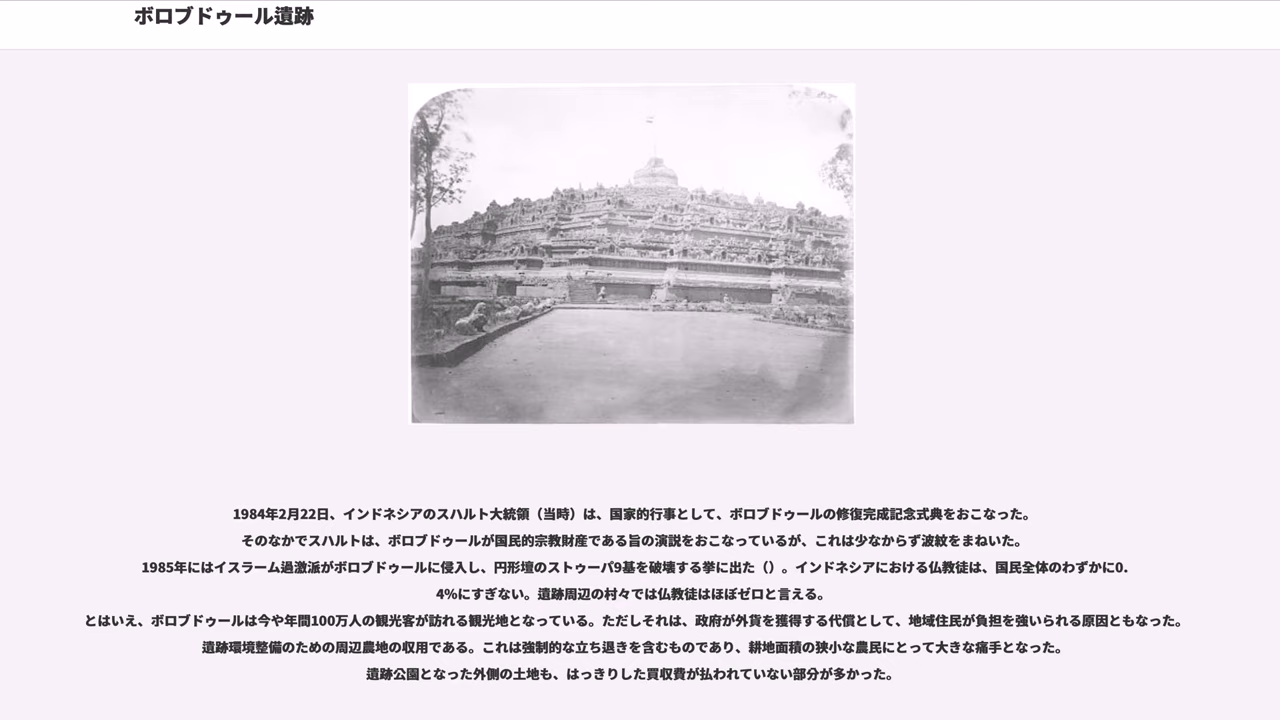 ボロブドゥール遺跡
1984年2月22日、インドネシアのスハルト大統領（当時）は、国家的行事として、ボロブドゥールの修復完成記念式典をおこなった。
そのなかでスハルトは、ボロブドゥールが国民的宗教財産である旨の演説をおこなっているが、これは少なからず波紋をまねいた。
1985年にはイスラーム過激派がボロブドゥールに侵入し、円形壇のストゥーパ9基を破壊する挙に出た（）。インドネシアにおける仏教徒は、国民全体のわずかに0.
4%にすぎない。遺跡周辺の村々では仏教徒はほぼゼロと言える。
とはいえ、ボロブドゥールは今や年間100万人の観光客が訪れる観光地となっている。ただしそれは、政府が外貨を獲得する代償として、地域住民が負担を強いられる原因ともなった。
遺跡環境整備のための周辺農地の収用である。これは強制的な立ち退きを含むものであり、耕地面積の狭小な農民にとって大きな痛手となった。
遺跡公園となった外側の土地も、はっきりした買収費が払われていない部分が多かった。